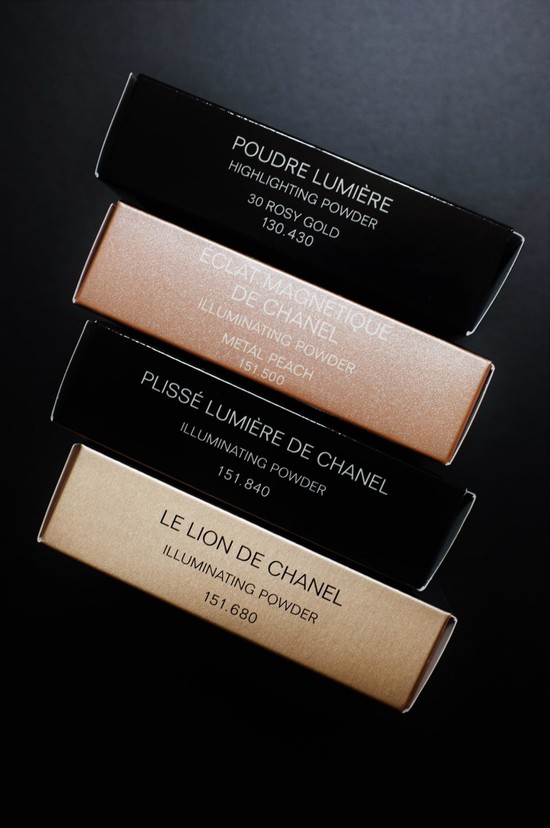 POUDRE LUMIÈRE
HIGHLIGHTING POWDER
30 ROSY GOLD
130.430
ÉCLAT MAGNÉTIQUE
DE CHANEL
ILLUMINATING POWDER
METAL PEACH
151.500
PLISSÉ LUMIÈRE DE CHANEL
ILLUMINATING POWDER
151.840
LE LION DE CHANEL
ILLUMINATING POWDER
151.680